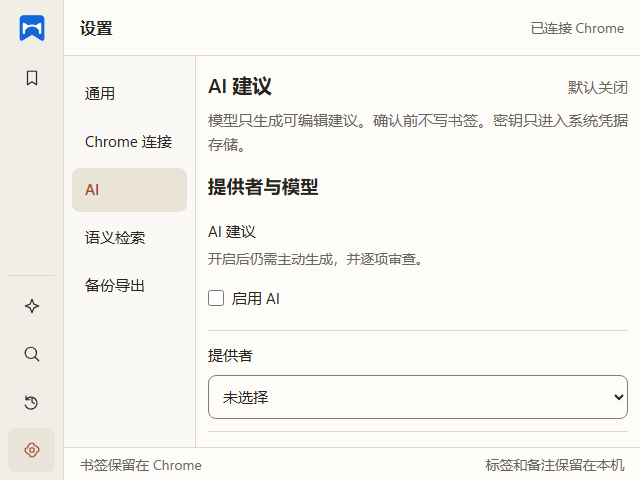 设置
已连接 Chrome
通用
Chrome 连接
AI
语义检索
备份导出
AI 建议
默认关闭
模型只生成可编辑建议。确认前不写书签。密钥只进入系统凭据
存储。
提供者与模型
AI 建议
开启后仍需主动生成，并逐项审查。
启用 AI
提供者
未选择
书签保留在 Chrome
标签和备注保留在本机